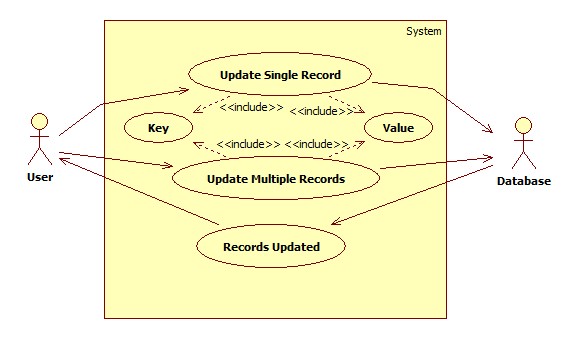 System
Update Single Record
<<include>> <<include>>
Key
Value
<<include>> <<include>>
User
Update Multiple Records
Database
Records Updated